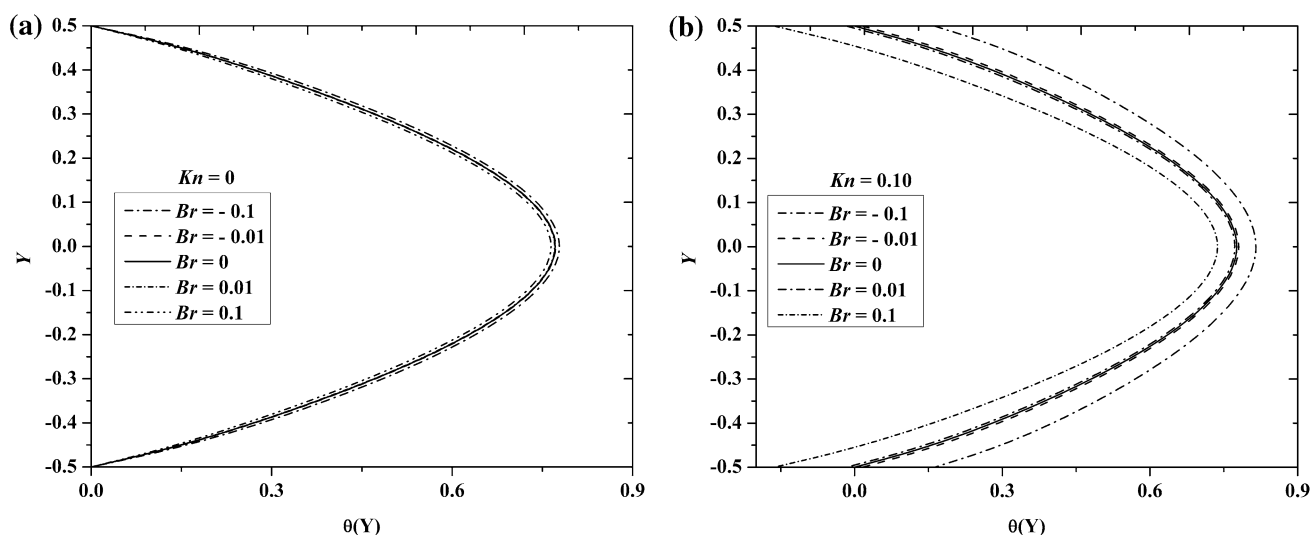 (a)
0.5
0.4
0.3
0.2
0.1
0.0
-0.1
-0.2
-0.3
-0.4
-0.5
Y
Kn = 0
Br = - 0.1
Br = - 0.01
Br = 0
Br = 0.01
Br = 0.1
0.0 0.3 0.6 0.9
θ(Y)
(b)
0.5
0.4
0.3
0.2
0.1
0.0
-0.1
-0.2
-0.3
-0.4
-0.5
Y
Kn = 0.10
Br = - 0.1
Br = - 0.01
Br = 0
Br = 0.01
Br = 0.1
0.0 0.3 0.6 0.9
θ(Y)